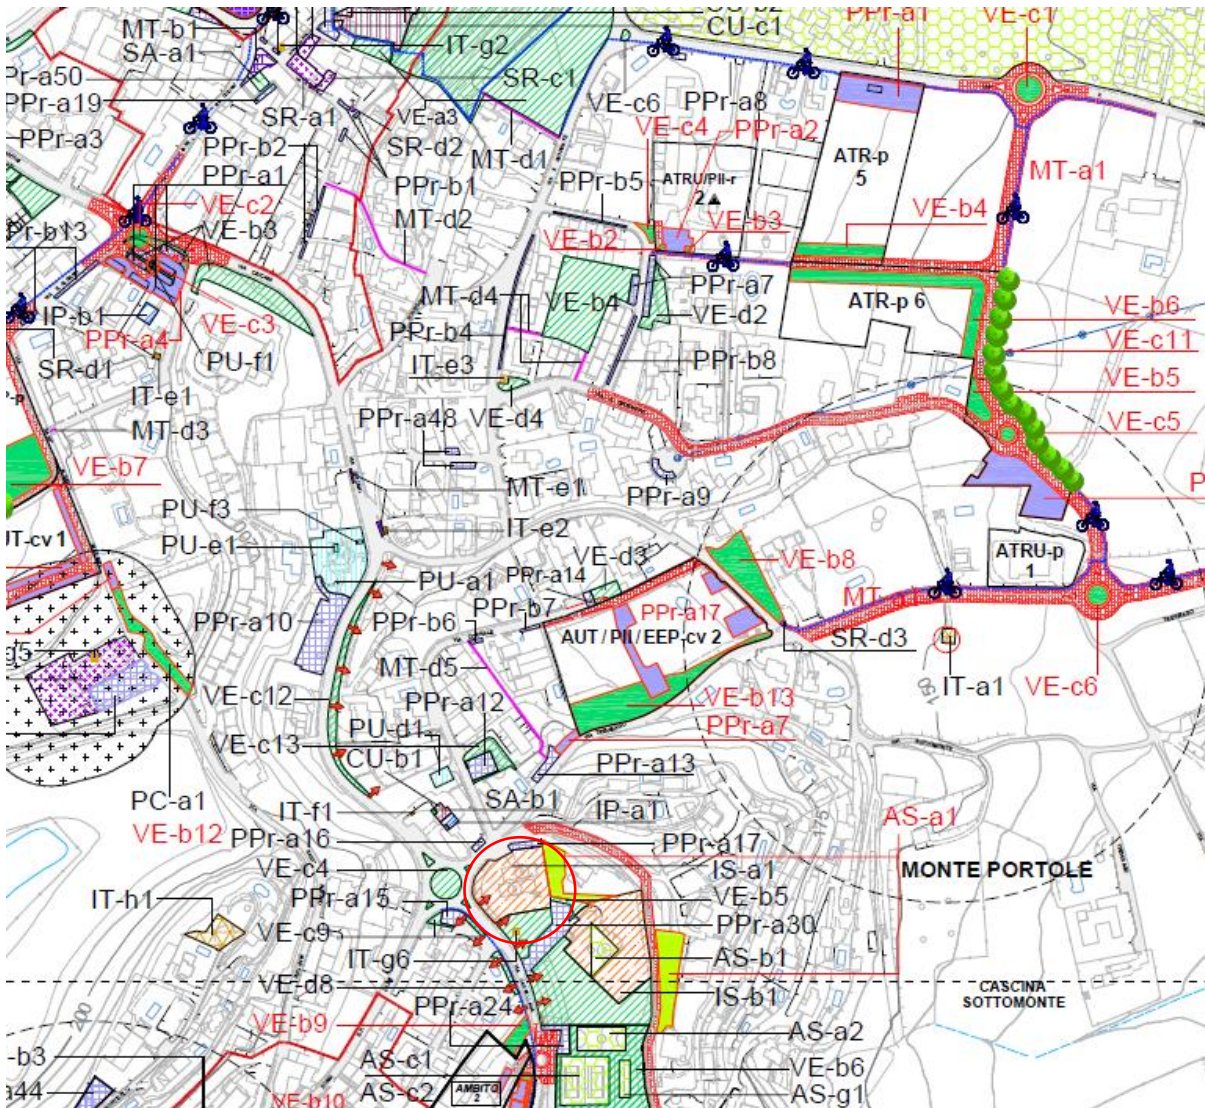 MT-b1
SA-a1
Pr-a50
PPr-a19
PPr-a3
IT-g2
SR-c1
VE-a3
SR-a1
SR-d2
MT-d1
PPr-b2
PPr-a1
PPr-b1
MT-d2
CU-c1
PPr-a1
VE-c1
VE-c6
PPr-a8
VE-c4
PPr-a2
ATR-p
5
MT-a1
ATRU/PII-r
2
PPr-b5
VE-c2
VE-b3
Pr-b13
VE-b2
VE-b3
VE-b4
PPr-a7
VE-b1
MT-d4
ATR-p 6
VE-b6
IP-b1
VE-c3
PPr-a4
PPr-b4
VE-d2
VE-c11
SR-d1
PU-f1
IT-e3
PPr-b8
VE-b5
IT-e1
VE-d4
PPr-a48
MT-d3
VE-c5
VE-b7
MT-e1
PPr-a9
PU-f3
IT-e2
UT-cv 1
PU-e1
VE-d3
VE-b8
ATRU-p
1
PU-a1
PPr-a14
PPr-b7
PPr-a10
PPr-b6
PPr-a17
AUT / PII / EEP-cv 2
MT
SR-d3
g5
MT-d5
IT-a1
VE-c6
VE-c12
PPr-a12
VE-b13
PU-d1
PPr-a7
VE-c13
CU-b1
PPr-a13
150
PC-a1
SA-b1
IP-a1
175
VE-b12
IT-f1
PPr-a16
PPr-a17
AS-a1
VE-c4
IS-a1
MONTE PORTOLE
IT-h1
PPr-a15
VE-b5
VE-c9
PPr-a30
IT-g6
AS-b1
VE-d8
IS-b1
CASCINA
SOTTOMONTE
200
PPr-a24
VE-b9
AS-a2
-b3
AS-c1
VE-b6
a44
AMBITO
2
AS-c2
AS-g1
VE-b10